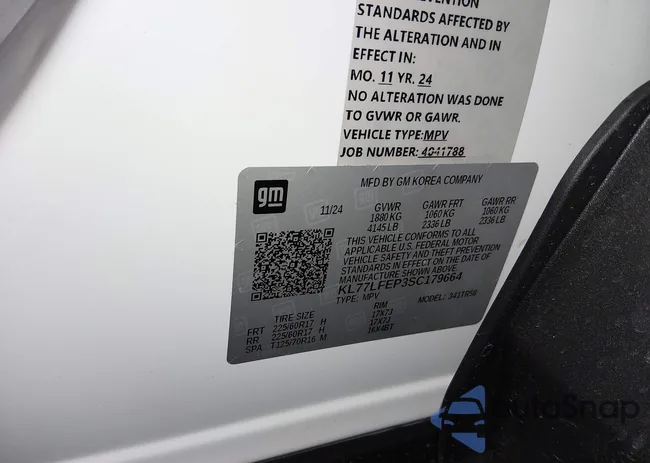 PREVENTION
STANDARDS AFFECTED BY
THE ALTERATION AND IN
EFFECT IN:
MO. 11 YR. 24
NO ALTERATION WAS DONE
TO GVWR OR GAWR.
VEHICLE TYPE:MPV
JOB NUMBER: 4041788
gm
MFD BY GM KOREA COMPANY
11/24 GVWR GAWR FRT GAWR RR
1880 KG 1060 KG 1060 KG
4145 LB 2336 LB 2336 LB
THIS VEHICLE CONFORMS TO ALL
APPLICABLE U.S. FEDERAL MOTOR
VEHICLE SAFETY AND THEFT PREVENTION
STANDARDS IN EFFECT ON THE DATE OF
MANUFACTURE SHOWN ABOVE.
KL77LFEP3SC179664
TYPE: MPV MODEL: 341TR58
TIRE SIZE RIM
FRT 225/60R17 H 17X7J
RR 225/60R17 H 17X7J
SPA T125/70R16 M 16X4BT
AutoSnap